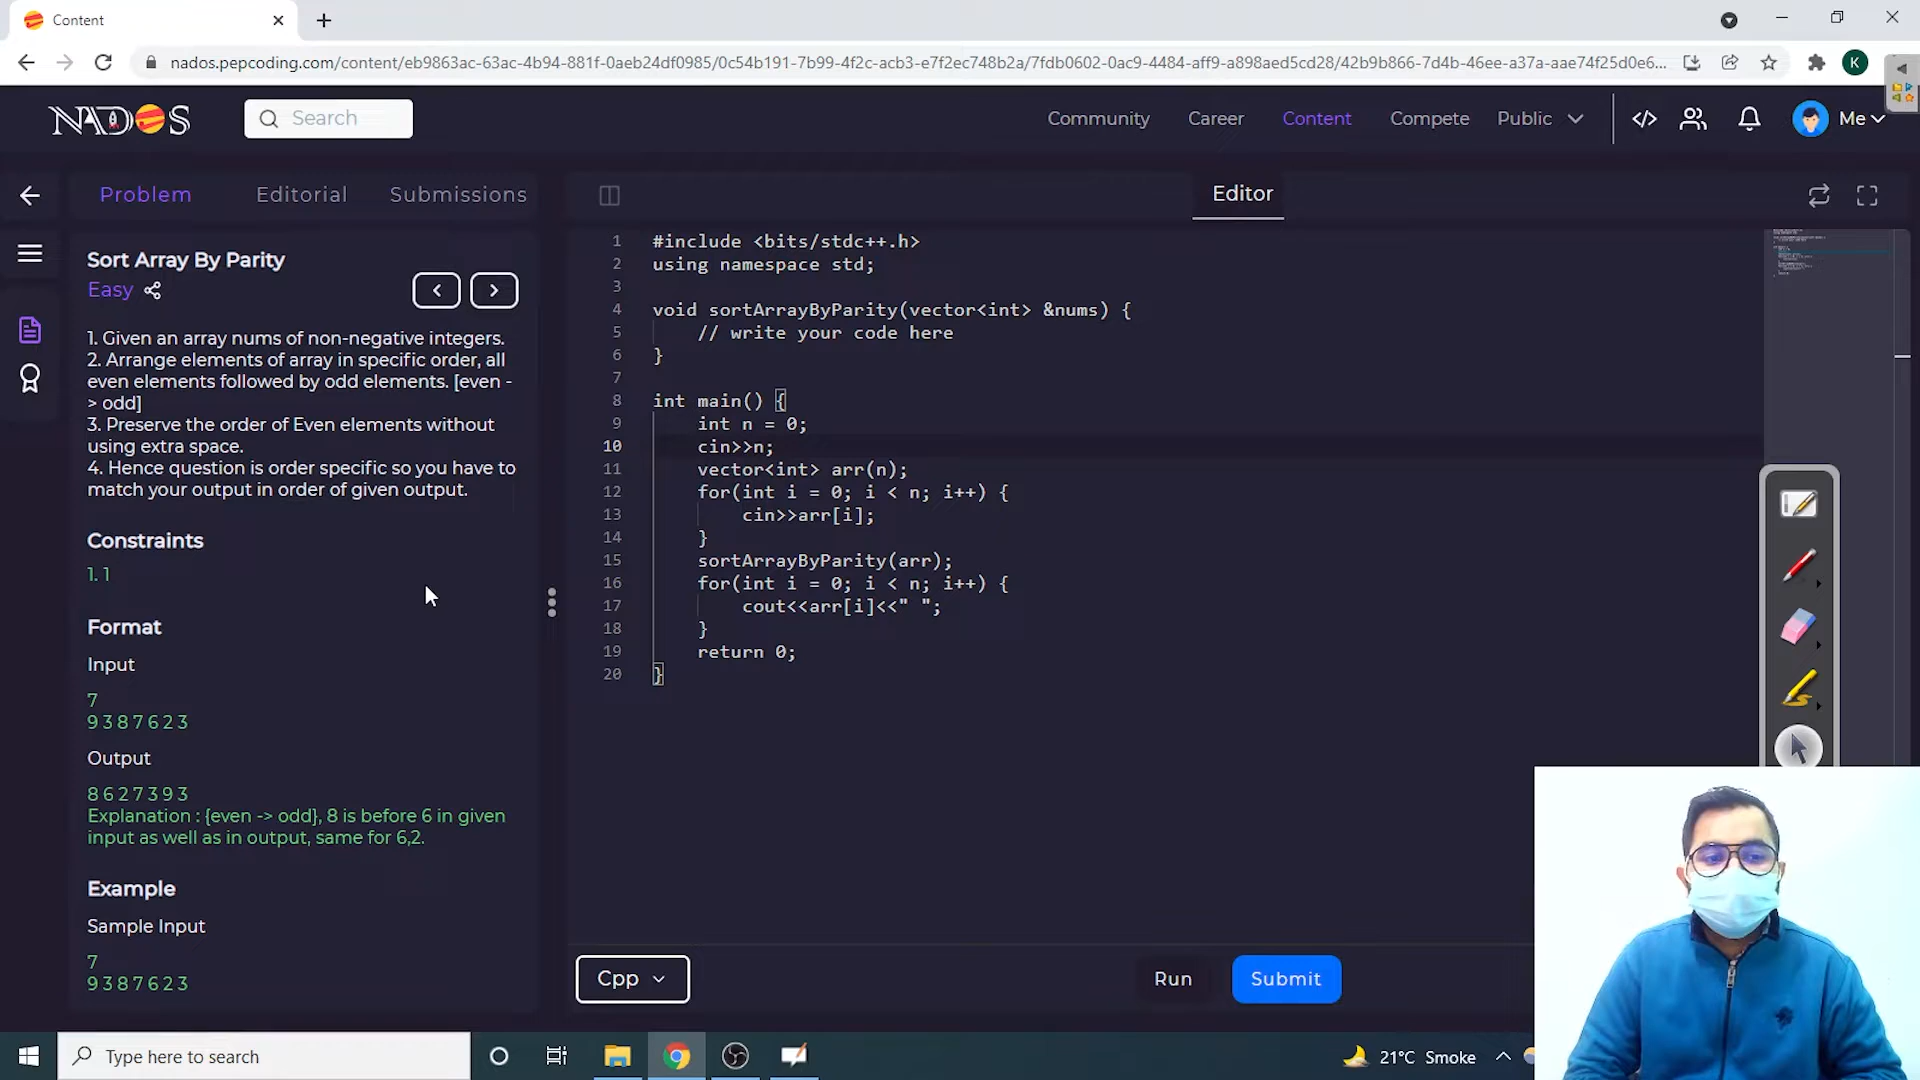 Content
nados.pepcoding.com/content/eb9863ac-63ac-4b94-881f-0aeb24df0985/0c54b191-7b99-4f2c-acb3-e7f2ec748b2a/7fdb0602-0ac9-4484-aff9-a898aed5cd28/42b9b866-7d4b-46ee-a37a-aae74f25d0e6...
K
NADOS
Search
Community
Career
Content
Compete
Public
</>
Me
Problem
Editorial
Submissions
Editor
Sort Array By Parity
Easy
1. Given an array nums of non-negative integers.
2. Arrange elements of array in specific order, all
even elements followed by odd elements. [even -
> odd]
3. Preserve the order of Even elements without
using extra space.
4. Hence question is order specific so you have to
match your output in order of given output.
Constraints
1. 1
Format
Input
7
9 3 8 7 6 2 3
Output
8 6 2 7 3 9 3
Explanation : {even -> odd}, 8 is before 6 in given
input as well as in output, same for 6,2.
Example
Sample Input
7
9 3 8 7 6 2 3
1 #include <bits/stdc++.h>
2 using namespace std;
3
4 void sortArrayByParity(vector<int> &nums) {
5 // write your code here
6 }
7
8 int main() {
9 int n = 0;
10 cin>>n;
11 vector<int> arr(n);
12 for(int i = 0; i < n; i++) {
13 cin>>arr[i];
14 }
15 sortArrayByParity(arr);
16 for(int i = 0; i < n; i++) {
17 cout<<arr[i]<<" ";
18 }
19 return 0;
20 }
Cpp
Run
Submit
Type here to search
21°C Smoke